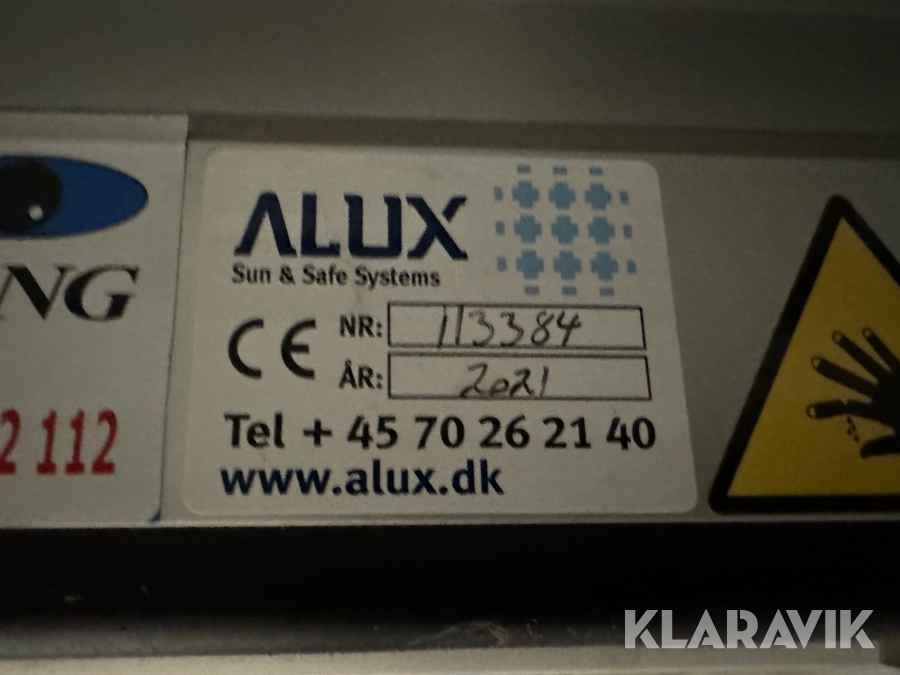 NG
2 112
ALUX
Sun & Safe Systems
CE
NR: 113384
ÅR: 2021
Tel + 45 70 26 21 40
www.alux.dk
KLARAVIK